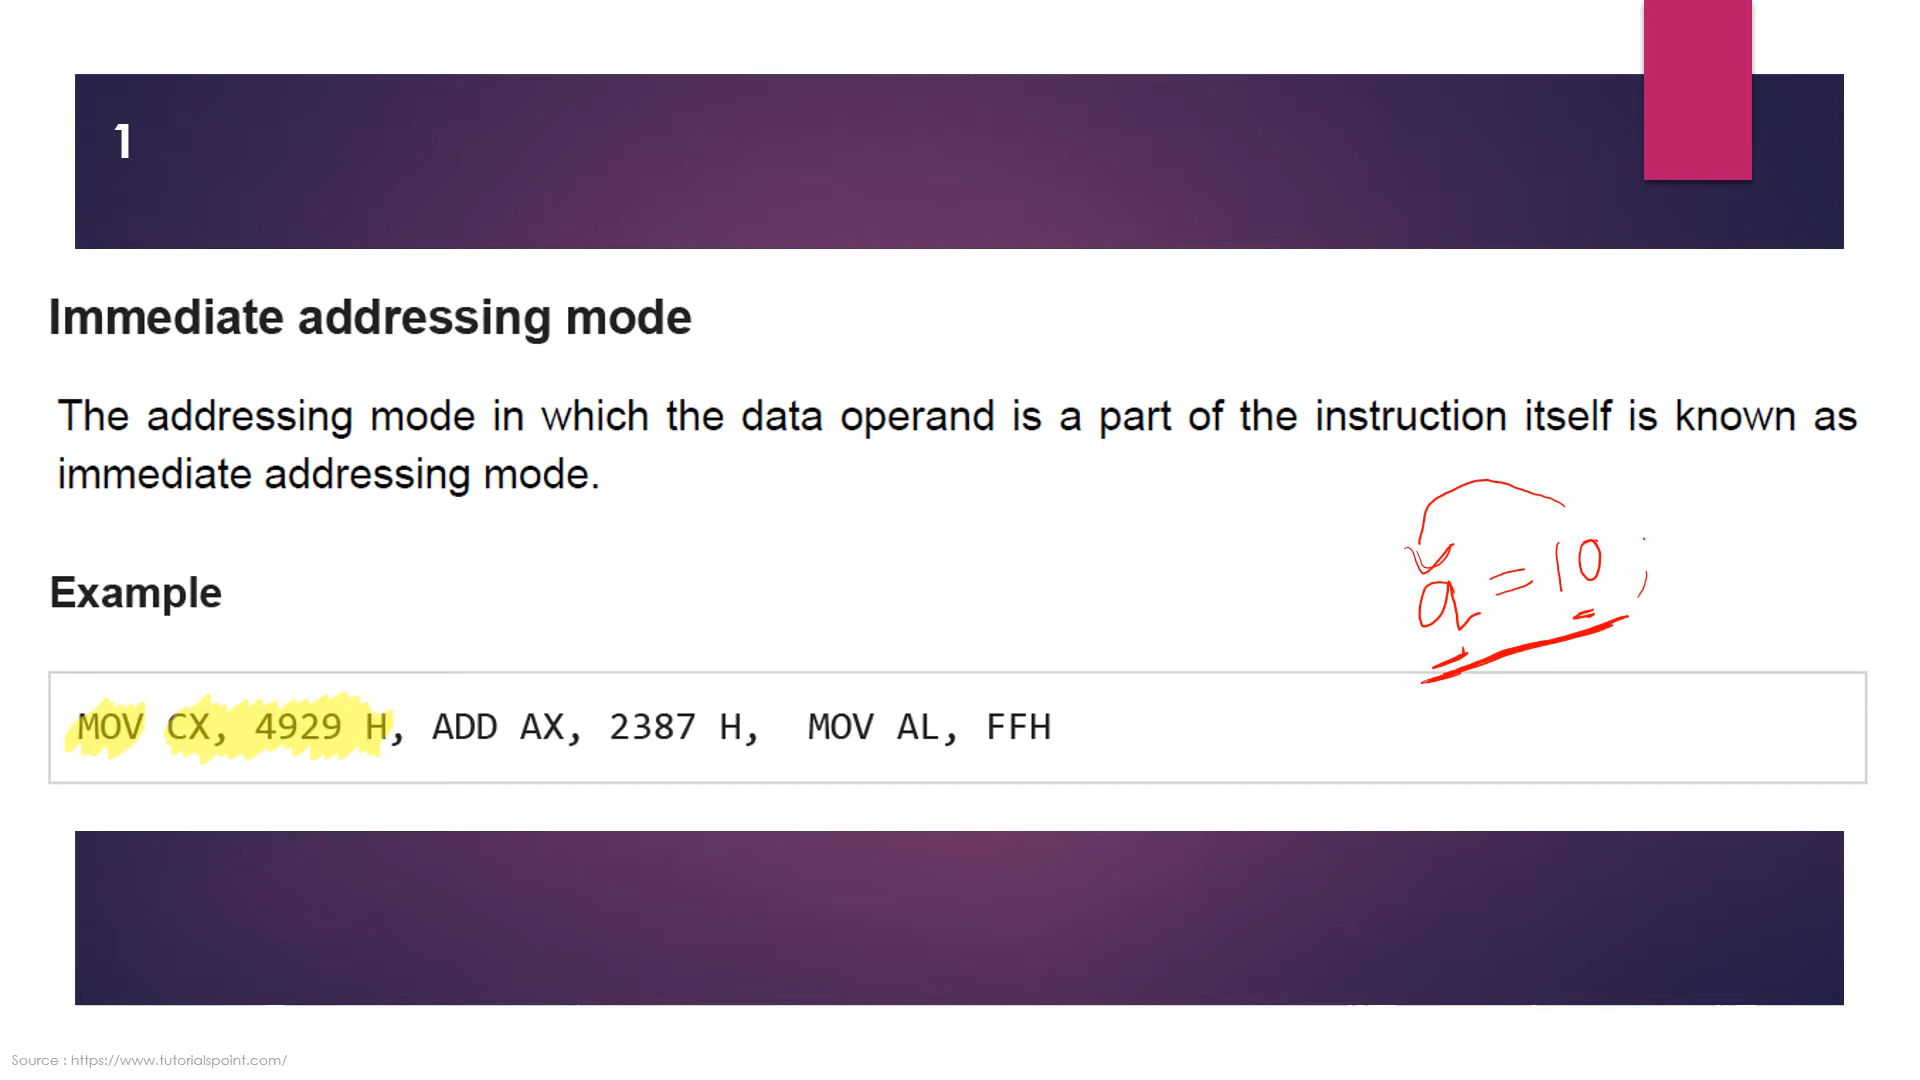 1
Immediate addressing mode
The addressing mode in which the data operand is a part of the instruction itself is known as
immediate addressing mode.
a = 10 ;
Example
MOV CX, 4929 H, ADD AX, 2387 H, MOV AL, FFH
Source : https://www.tutorialspoint.com/